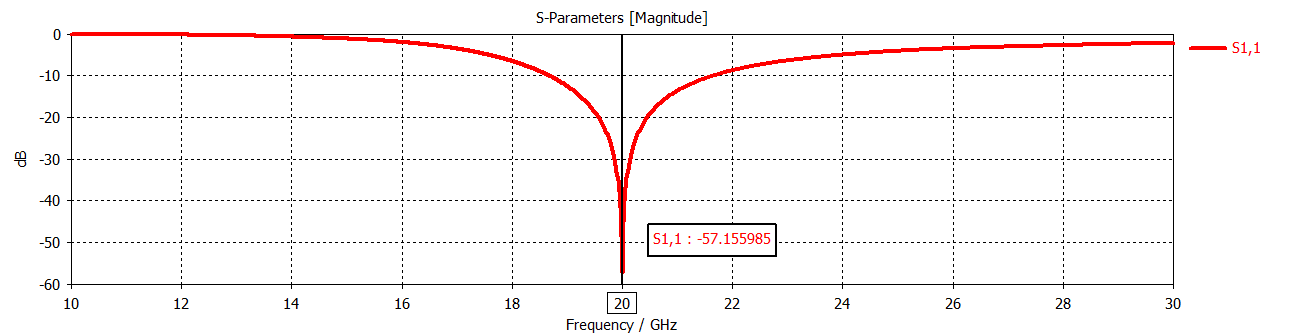 S-Parameters [Magnitude]
0
-10
-20
-30
-40
-50
-60
dB
S1,1
S1,1 : -57.155985
10 12 14 16 18 20 22 24 26 28 30
Frequency / GHz